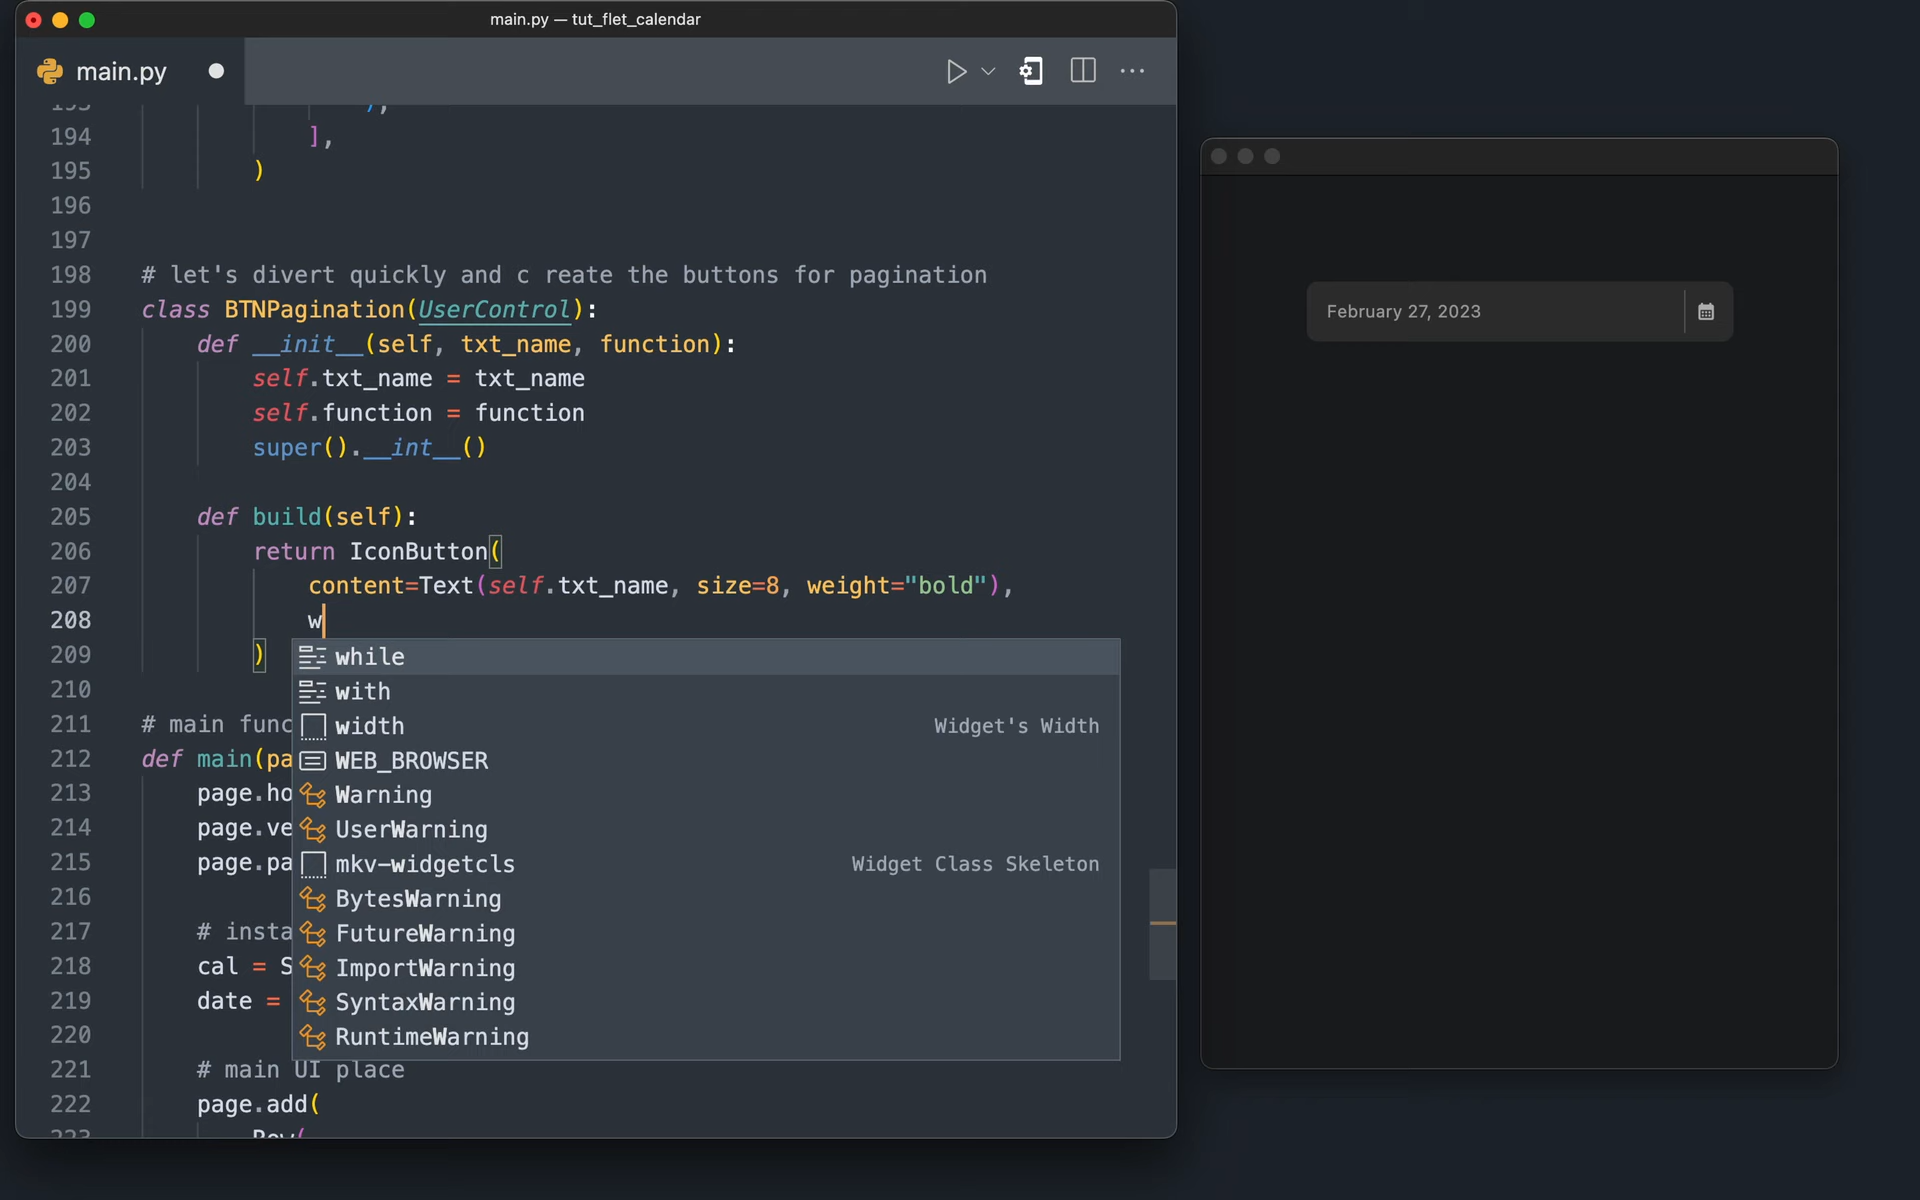 main.py — tut_flet_calendar
main.py
),
194 ],
195 )
196
197
198 # let's divert quickly and c reate the buttons for pagination
199 class BTNPagination(UserControl):
200 def __init__(self, txt_name, function):
201 self.txt_name = txt_name
202 self.function = function
203 super().__int__()
204
205 def build(self):
206 return IconButton(
207 content=Text(self.txt_name, size=8, weight="bold"),
208 w
209 )
while
210
with
211 # main func
width Widget's Width
212 def main(pa
WEB_BROWSER
213 page.ho
Warning
214 page.ve
UserWarning
215 page.pa
mkv-widgetcls Widget Class Skeleton
216
BytesWarning
217 # insta
FutureWarning
218 cal = S
ImportWarning
219 date =
SyntaxWarning
220
RuntimeWarning
221 # main UI place
222 page.add(
223 Row(
February 27, 2023